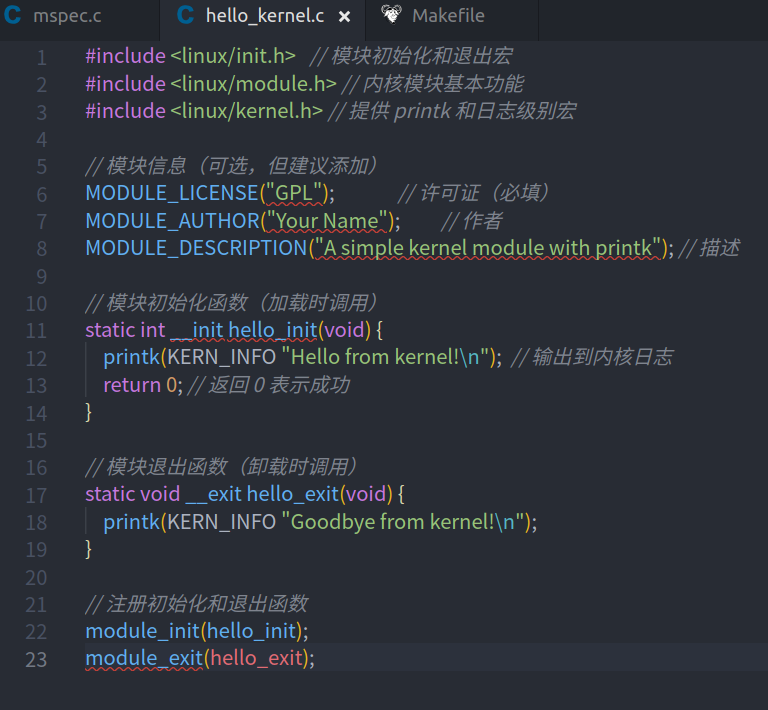 mspec.c hello_kernel.c × Makefile
1 #include <linux/init.h> // 模块初始化和退出宏
2 #include <linux/module.h> // 内核模块基本功能
3 #include <linux/kernel.h> // 提供 printk 和日志级别宏
4
5 // 模块信息（可选，但建议添加）
6 MODULE_LICENSE("GPL"); // 许可证（必填）
7 MODULE_AUTHOR("Your Name"); // 作者
8 MODULE_DESCRIPTION("A simple kernel module with printk"); // 描述
9
10 // 模块初始化函数（加载时调用）
11 static int __init hello_init(void) {
12 printk(KERN_INFO "Hello from kernel!\n"); // 输出到内核日志
13 return 0; // 返回 0 表示成功
14 }
15
16 // 模块退出函数（卸载时调用）
17 static void __exit hello_exit(void) {
18 printk(KERN_INFO "Goodbye from kernel!\n");
19 }
20
21 // 注册初始化和退出函数
22 module_init(hello_init);
23 module_exit(hello_exit);